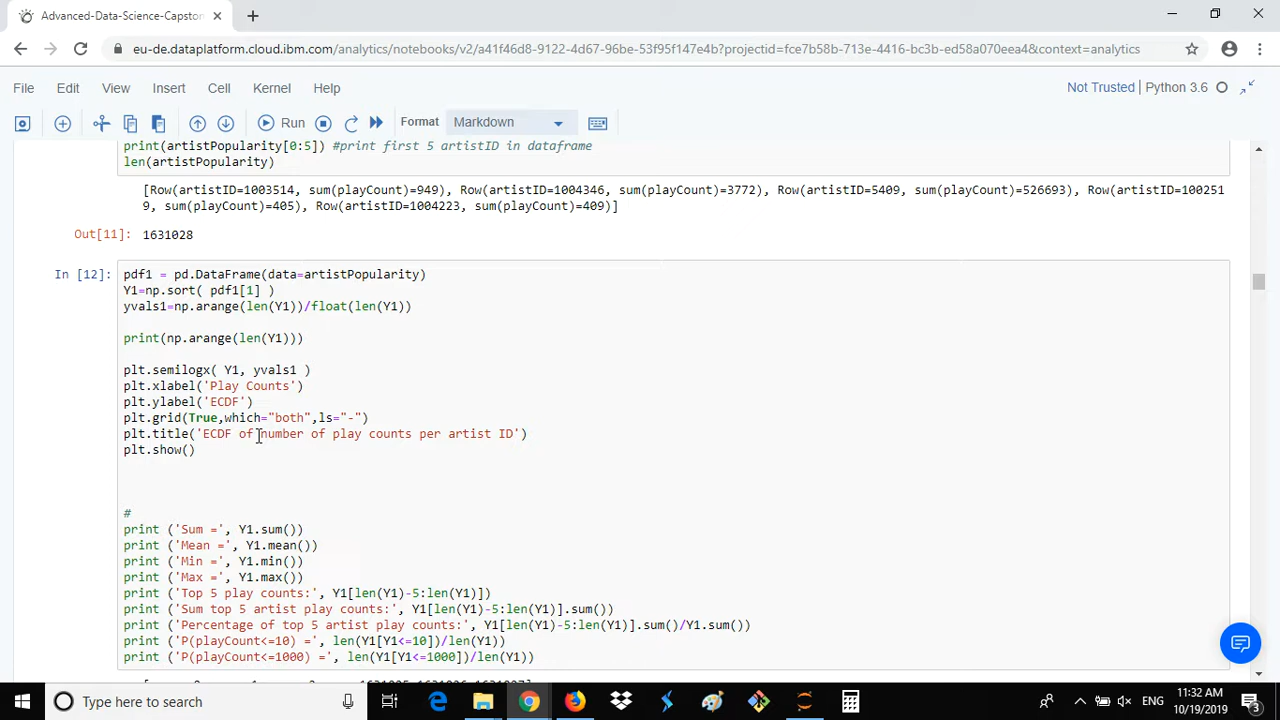 Advanced-Data-Science-Capston
eu-de.dataplatform.cloud.ibm.com/analytics/notebooks/v2/a41f46d8-9122-4d67-96be-53f95f147e4b?projectid=fce7b58b-713e-4416-bc3b-ed58a070eea4&context=analytics
File Edit View Insert Cell Kernel Help Not Trusted Python 3.6
Run Format Markdown
print(artistPopularity[0:5]) #print first 5 artistID in dataframe
len(artistPopularity)
[Row(artistID=1003514, sum(playCount)=949), Row(artistID=1004346, sum(playCount)=3772), Row(artistID=5409, sum(playCount)=526693), Row(artistID=100251
9, sum(playCount)=405), Row(artistID=1004223, sum(playCount)=409)]
Out[11]: 1631028
In [12]: pdf1 = pd.DataFrame(data=artistPopularity)
Y1=np.sort( pdf1[1] )
yvals1=np.arange(len(Y1))/float(len(Y1))
print(np.arange(len(Y1)))
plt.semilogx( Y1, yvals1 )
plt.xlabel('Play Counts')
plt.ylabel('ECDF')
plt.grid(True,which="both",ls="-")
plt.title('ECDF of number of play counts per artist ID')
plt.show()
#
print ('Sum =', Y1.sum())
print ('Mean =', Y1.mean())
print ('Min =', Y1.min())
print ('Max =', Y1.max())
print ('Top 5 play counts:', Y1[len(Y1)-5:len(Y1)])
print ('Sum top 5 artist play counts:', Y1[len(Y1)-5:len(Y1)].sum())
print ('Percentage of top 5 artist play counts:', Y1[len(Y1)-5:len(Y1)].sum()/Y1.sum())
print ('P(playCount<=10) =', len(Y1[Y1<=10])/len(Y1))
print ('P(playCount<=1000) =', len(Y1[Y1<=1000])/len(Y1))
Type here to search
ENG
11:32 AM
10/19/2019
3